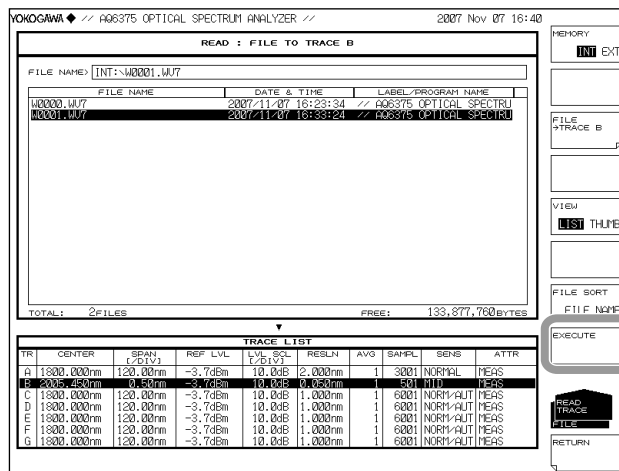 YOKOGAWA ◆ // AQ6375 OPTICAL SPECTRUM ANALYZER // 2007 Nov 07 16:40
READ : FILE TO TRACE B
FILE NAME> INT:\W0001.WV7
FILE NAME DATE & TIME LABEL/PROGRAM NAME
W0000.WV7 2007/11/07 16:23:34 // AQ6375 OPTICAL SPECTRU
W0001.WV7 2007/11/07 16:33:24 // AQ6375 OPTICAL SPECTRU
TOTAL: 2FILES FREE: 133,877,760 BYTES
▼
TRACE LIST
TR CENTER SPAN [/DIV] REF LVL LVL SCL [/DIV] RESLN AVG SAMPL SENS ATTR
A 1800.000nm 120.00nm -3.7dBm 10.0dB 2.000nm 1 3001 NORMAL MEAS
B 2005.450nm 0.50nm -3.7dBm 10.0dB 0.050nm 1 501 MID MEAS
C 1800.000nm 120.00nm -3.7dBm 10.0dB 1.000nm 1 6001 NORM/AUT MEAS
D 1800.000nm 120.00nm -3.7dBm 10.0dB 1.000nm 1 6001 NORM/AUT MEAS
E 1800.000nm 120.00nm -3.7dBm 10.0dB 1.000nm 1 6001 NORM/AUT MEAS
F 1800.000nm 120.00nm -3.7dBm 10.0dB 1.000nm 1 6001 NORM/AUT MEAS
G 1800.000nm 120.00nm -3.7dBm 10.0dB 1.000nm 1 6001 NORM/AUT MEAS
MEMORY
INT EXT
FILE
→TRACE B
VIEW
LIST THUMB
FILE SORT
FILE NAME
EXECUTE
READ
TRACE
FILE
RETURN